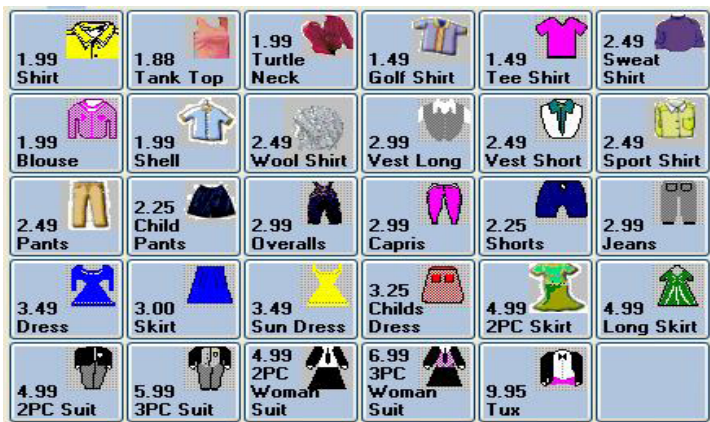 1.99
Shirt
1.88
Tank Top
1.99
Turtle
Neck
1.49
Golf Shirt
1.49
Tee Shirt
2.49
Sweat
Shirt
1.99
Blouse
1.99
Shell
2.49
Wool Shirt
2.99
Vest Long
2.49
Vest Short
2.49
Sport Shirt
2.49
Pants
2.25
Child
Pants
2.99
Overalls
2.99
Capris
2.25
Shorts
2.99
Jeans
3.49
Dress
3.00
Skirt
3.49
Sun Dress
3.25
Childs
Dress
4.99
2PC Skirt
4.99
Long Skirt
4.99
2PC Suit
5.99
3PC Suit
4.99
2PC
Woman
Suit
6.99
3PC
Woman
Suit
9.95
Tux